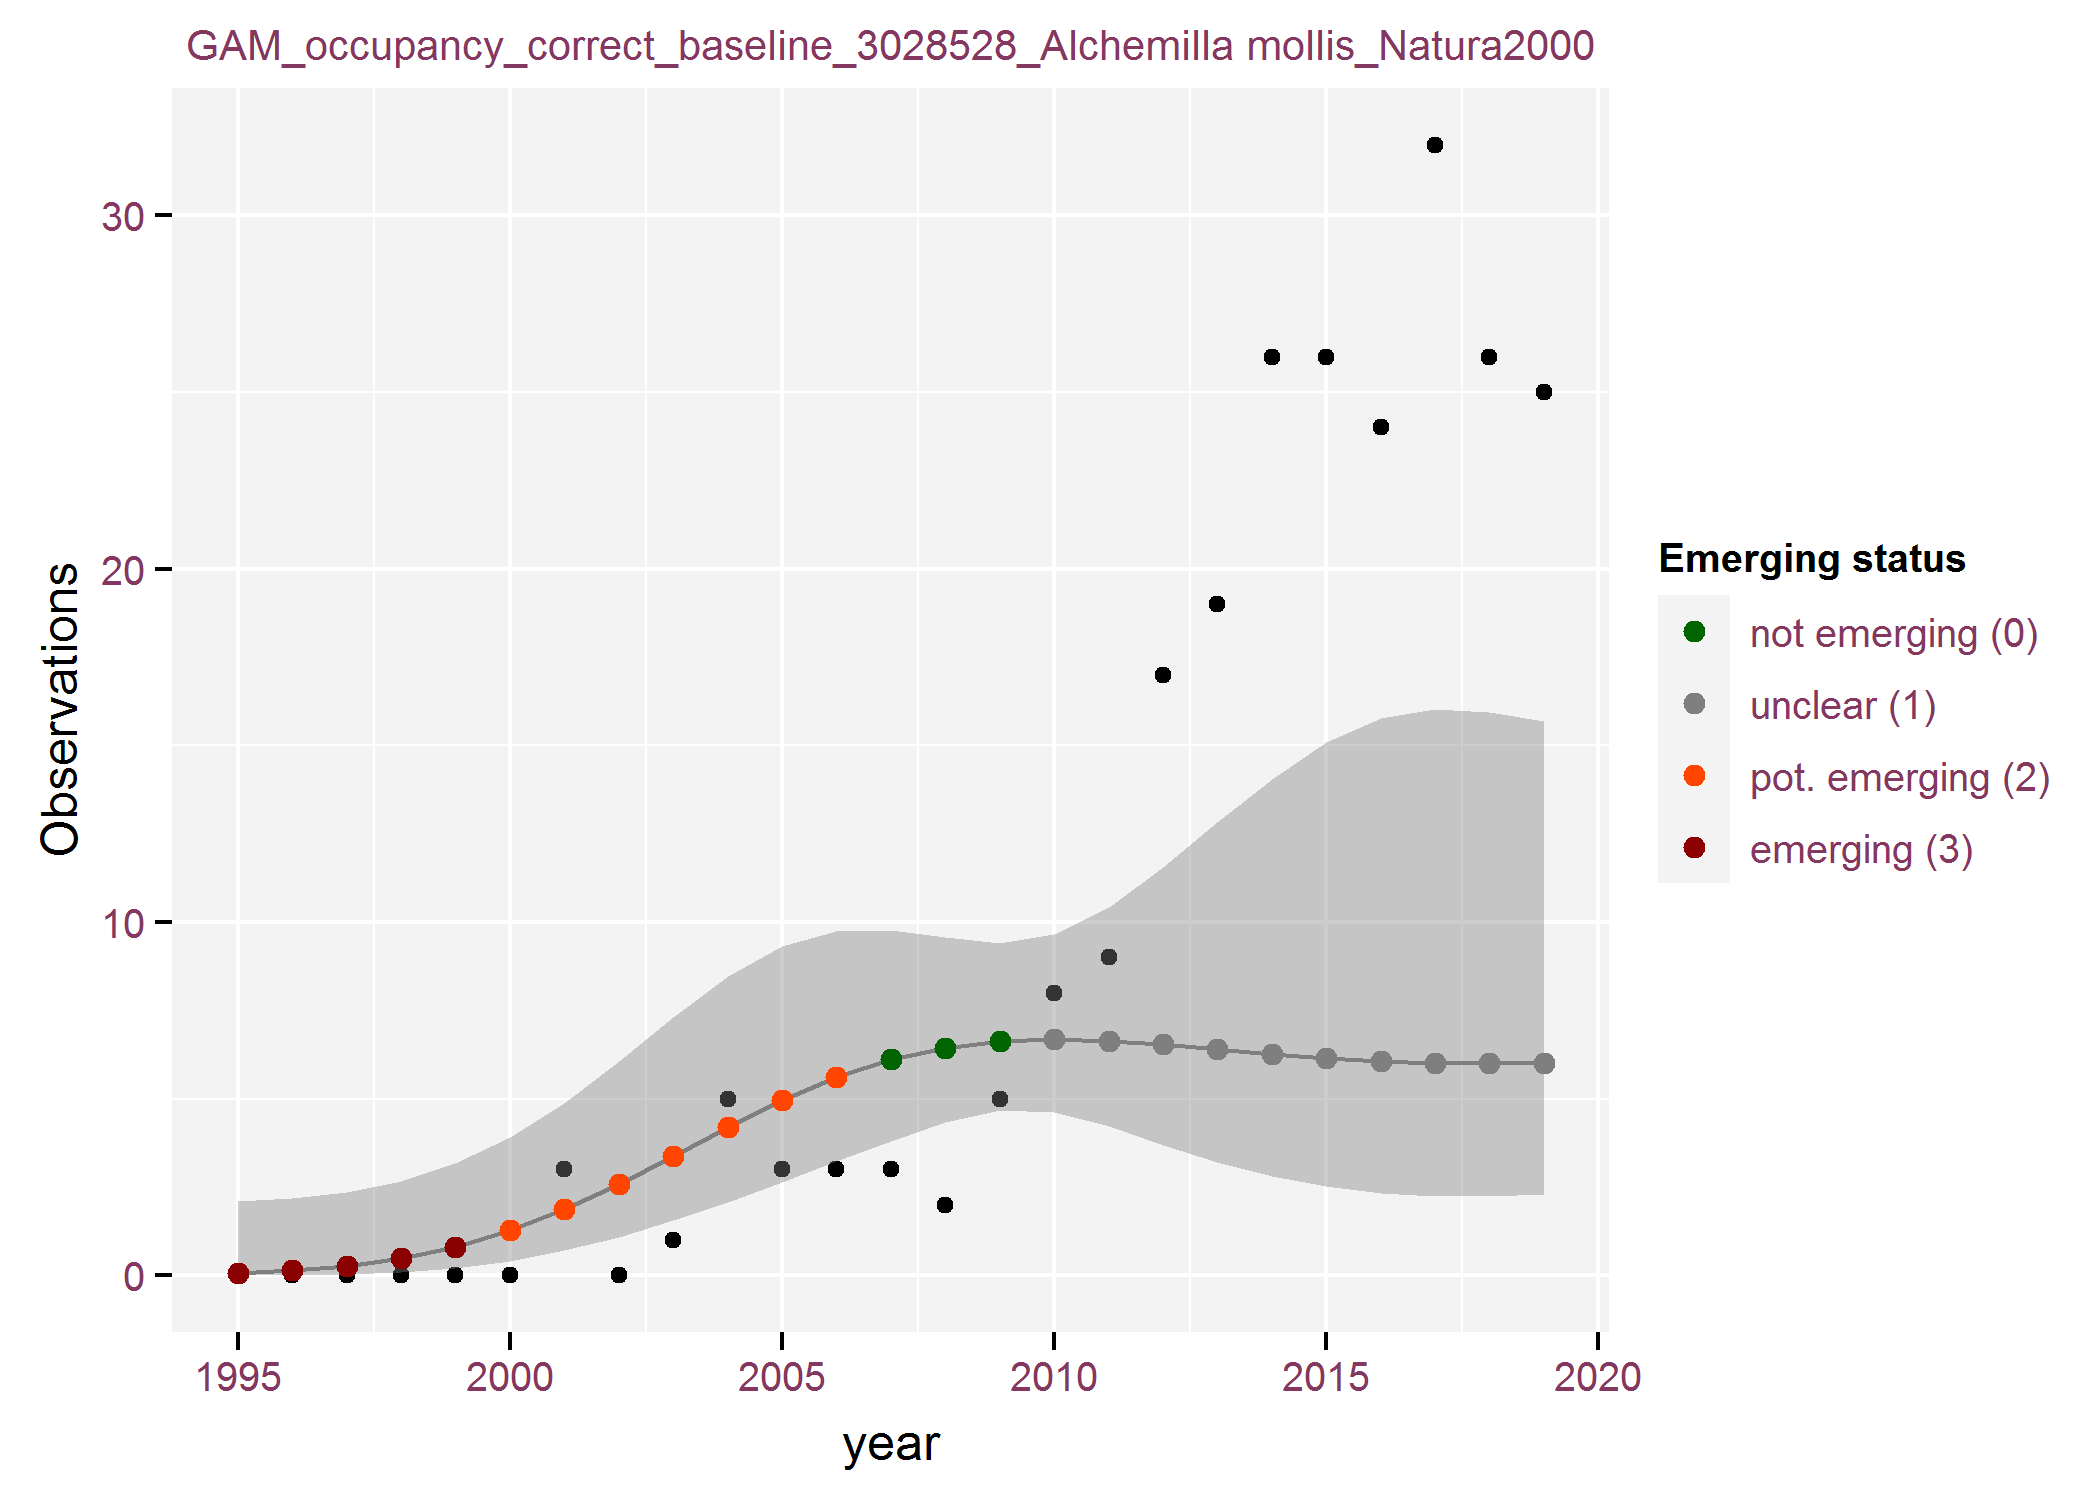 GAM_occupancy_correct_baseline_3028528_Alchemilla mollis_Natura2000
30
20
10
0
Observations
1995 2000 2005 2010 2015 2020
year
Emerging status
not emerging (0)
unclear (1)
pot. emerging (2)
emerging (3)